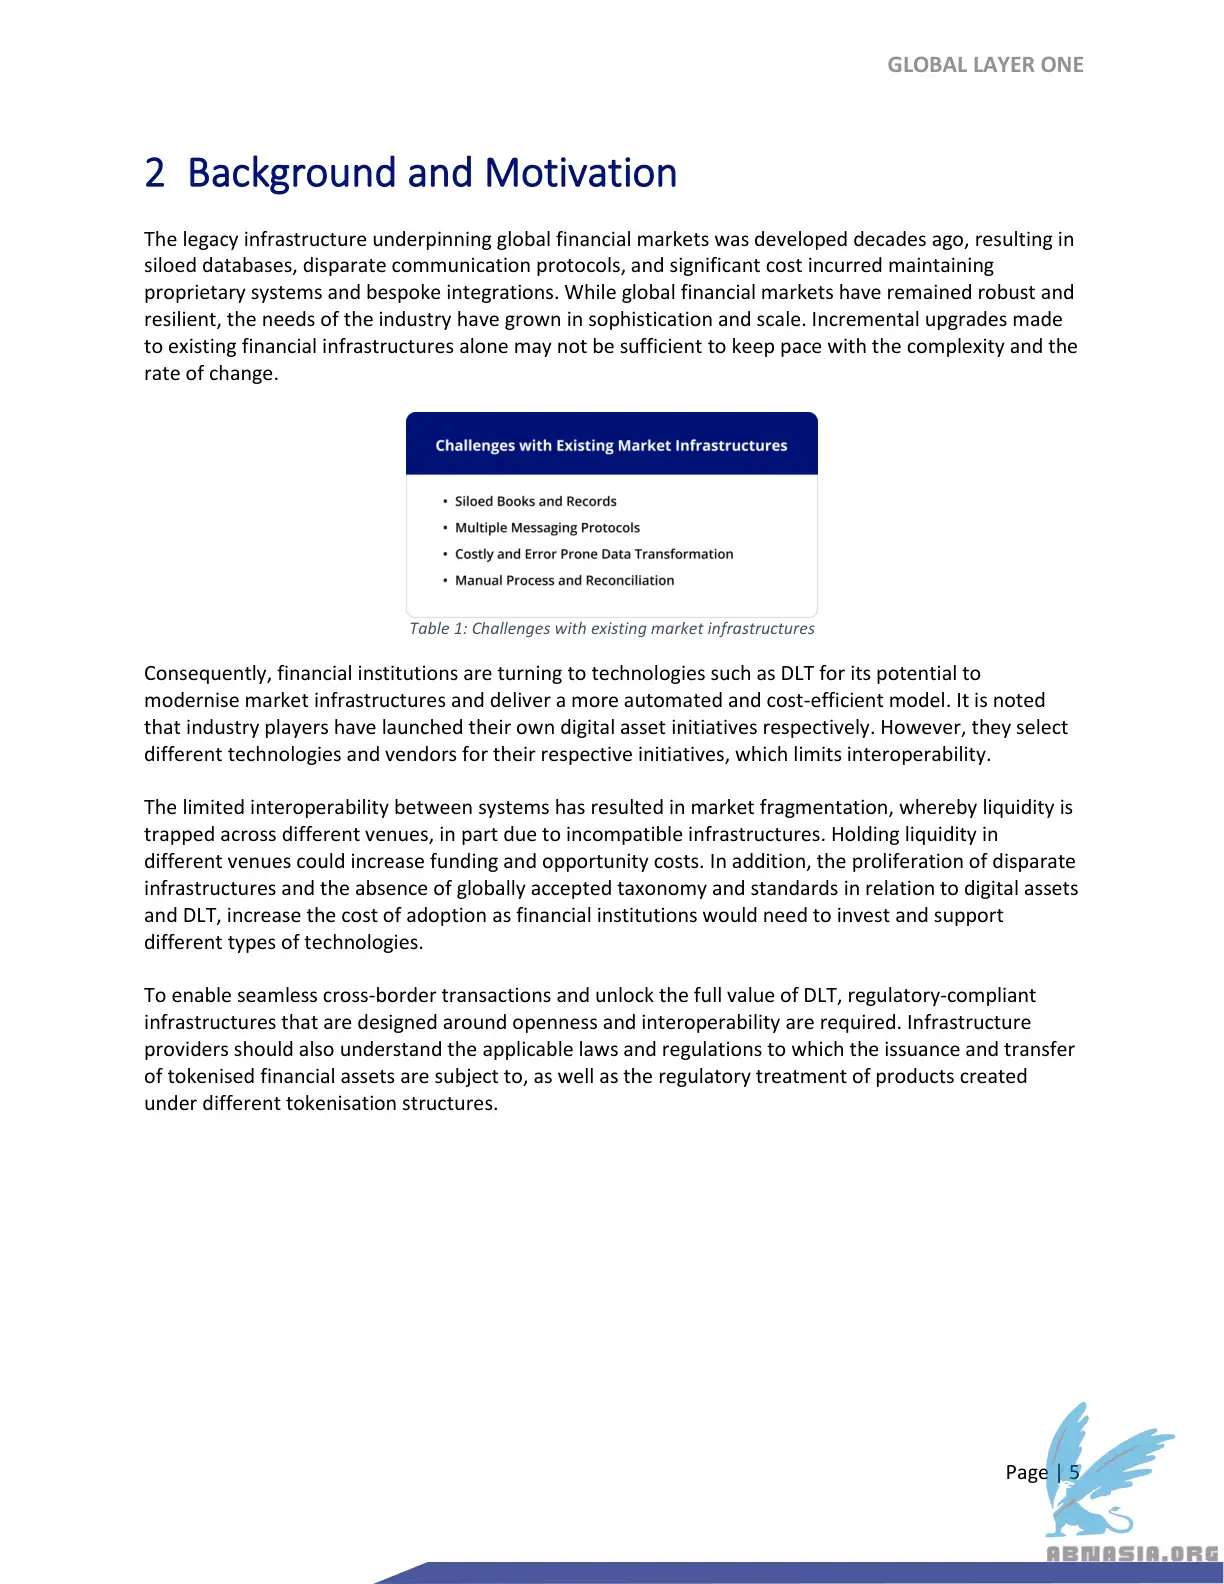 GLOBAL LAYER ONE
2 Background and Motivation
The legacy infrastructure underpinning global financial markets was developed decades ago, resulting in
siloed databases, disparate communication protocols, and significant cost incurred maintaining
proprietary systems and bespoke integrations. While global financial markets have remained robust and
resilient, the needs of the industry have grown in sophistication and scale. Incremental upgrades made
to existing financial infrastructures alone may not be sufficient to keep pace with the complexity and the
rate of change.
Challenges with Existing Market Infrastructures
• Siloed Books and Records
• Multiple Messaging Protocols
• Costly and Error Prone Data Transformation
• Manual Process and Reconciliation
Table 1: Challenges with existing market infrastructures
Consequently, financial institutions are turning to technologies such as DLT for its potential to
modernise market infrastructures and deliver a more automated and cost-efficient model. It is noted
that industry players have launched their own digital asset initiatives respectively. However, they select
different technologies and vendors for their respective initiatives, which limits interoperability.
The limited interoperability between systems has resulted in market fragmentation, whereby liquidity is
trapped across different venues, in part due to incompatible infrastructures. Holding liquidity in
different venues could increase funding and opportunity costs. In addition, the proliferation of disparate
infrastructures and the absence of globally accepted taxonomy and standards in relation to digital assets
and DLT, increase the cost of adoption as financial institutions would need to invest and support
different types of technologies.
To enable seamless cross-border transactions and unlock the full value of DLT, regulatory-compliant
infrastructures that are designed around openness and interoperability are required. Infrastructure
providers should also understand the applicable laws and regulations to which the issuance and transfer
of tokenised financial assets are subject to, as well as the regulatory treatment of products created
under different tokenisation structures.
Page | 5
ABNASIA.ORG